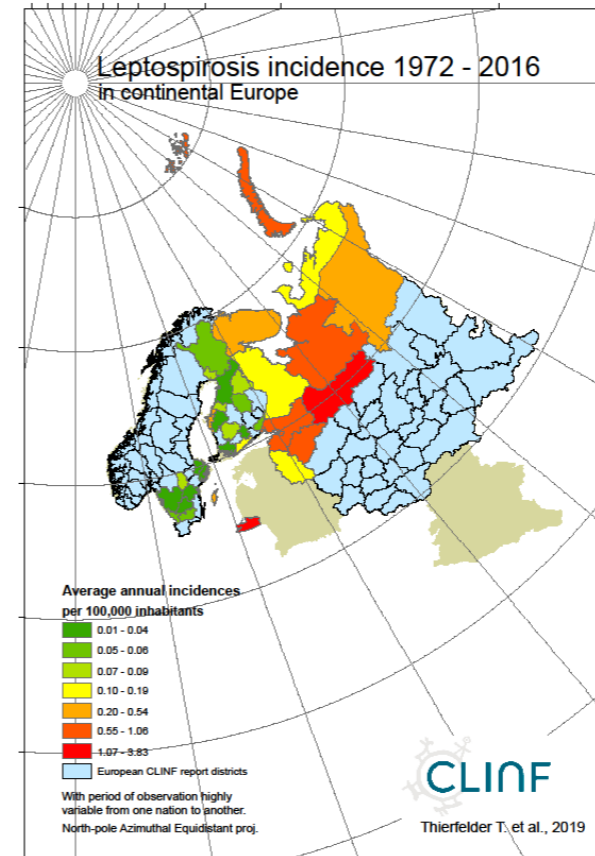 Leptospirosis incidence 1972 - 2016
in continental Europe
Average annual incidences
per 100,000 inhabitants
0.01 - 0.04
0.05 - 0.06
0.07 - 0.09
0.10 - 0.19
0.20 - 0.54
0.55 - 1.06
1.07 - 3.83
European CLINF report districts
With period of observation highly
variable from one nation to another.
North-pole Azimuthal Equidistant proj.
CLINF
Thierfelder T. et al., 2019